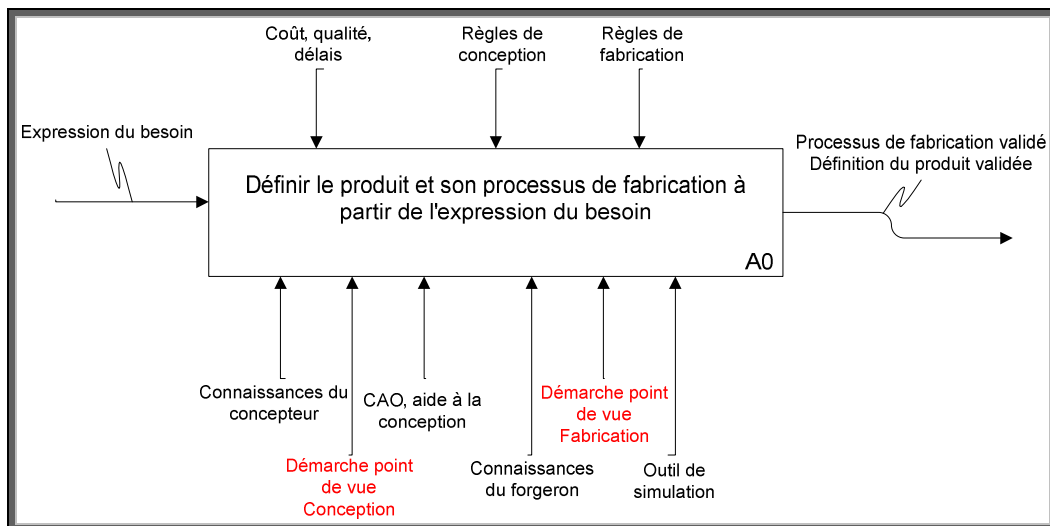 Coût, qualité,
délais
Règles de
conception
Règles de
fabrication
Expression du besoin
Processus de fabrication validé
Définition du produit validée
Définir le produit et son processus de fabrication à
partir de l'expression du besoin
A0
Connaissances du
concepteur
Démarche point
de vue
Conception
CAO, aide à la
conception
Connaissances
du forgeron
Démarche point
de vue
Fabrication
Outil de
simulation